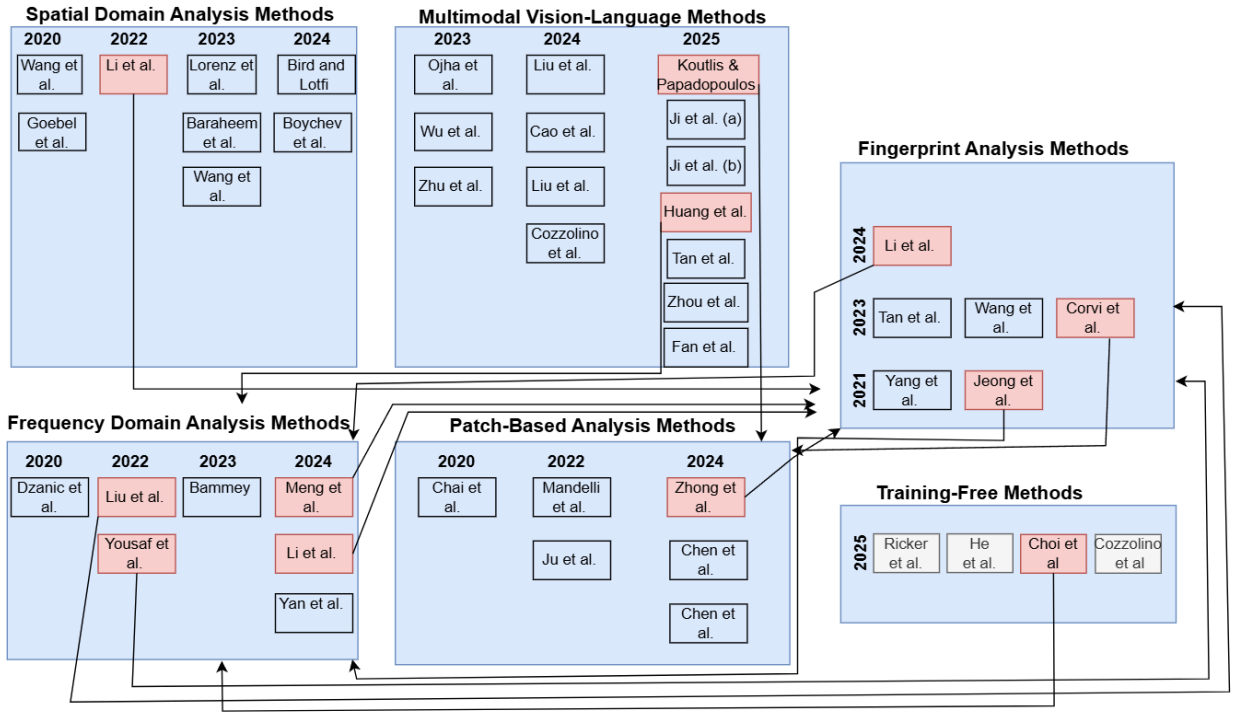 Spatial Domain Analysis Methods
2020
2022
2023
2024
Wang et
al.
Li et al.
Lorenz et
al.
Bird and
Lotfi
Goebel
et al.
Baraheem
et al.
Boychev
et al.
Wang et
al.
Multimodal Vision-Language Methods
2023
2024
2025
Ojha et
al.
Liu et al.
Koutlis &
Papadopoulos
Ji et al. (a)
Wu et al.
Cao et al.
Ji et al. (b)
Zhu et al.
Liu et al.
Huang et al.
Cozzolino
et al.
Tan et al.
Zhou et al.
Fan et al.
Fingerprint Analysis Methods
2024
Li et al.
2023
Tan et al.
Wang et
al.
Corvi et
al.
2021
Yang et
al.
Jeong et
al.
Frequency Domain Analysis Methods
2020
2022
2023
2024
Dzanic et
al.
Liu et al.
Bammey
Meng et
al.
Yousaf et
al.
Li et al.
Yan et al.
Patch-Based Analysis Methods
2020
2022
2024
Chai et
al.
Mandelli
et al.
Zhong et
al.
Ju et al.
Chen et
al.
Chen et
al.
Training-Free Methods
2025
Ricker
et al.
He
et al.
Choi et
al
Cozzolino
et al